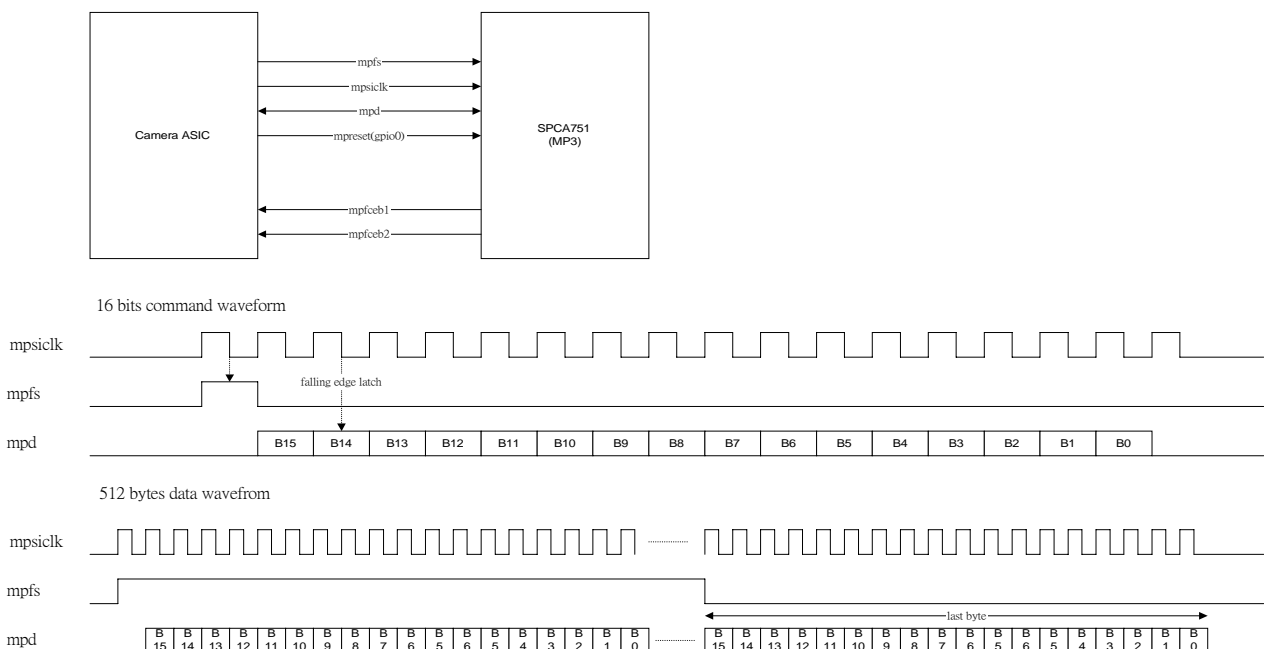 mpfs
mpsiclk
mpd
Camera ASIC
mpreset(gpio0)
SPCA751
(MP3)
mpfceb1
mpfceb2
16 bits command waveform
mpsiclk
falling edge latch
mpfs
mpd B15 B14 B13 B12 B11 B10 B9 B8 B7 B6 B5 B4 B3 B2 B1 B0
512 bytes data wavefrom
mpsiclk
mpfs
last byte
mpd B B B B B B B B B B B B B B B B B B B B B B B B B B B B B B B B B B B B
15 14 13 12 11 10 9 8 7 6 5 6 5 4 3 2 1 0 15 14 13 12 11 10 9 8 7 6 5 6 5 4 3 2 1 0